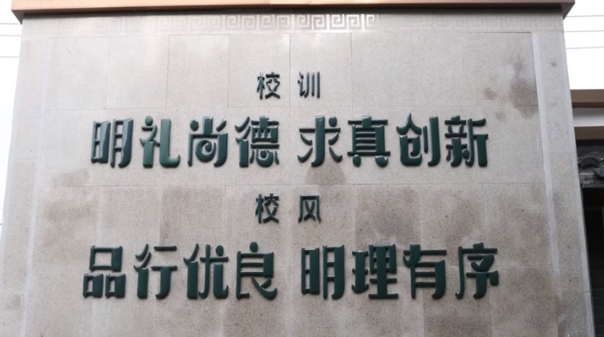 校训
明礼尚德 求真创新
校风
品行优良 明理有序